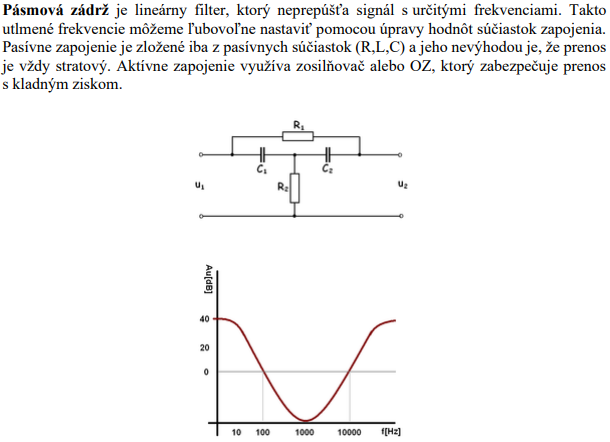 Pásmová zádrž je lineárny filter, ktorý neprepúšťa signál s určitými frekvenciami. Takto
utlmené frekvencie môžeme ľubovoľne nastaviť pomocou úpravy hodnôt súčiastok zapojenia.
Pasívne zapojenie je zložené iba z pasívnych súčiastok (R,L,C) a jeho nevýhodou je, že prenos
je vždy stratový. Aktívne zapojenie využíva zosilňovač alebo OZ, ktorý zabezpečuje prenos
s kladným ziskom.
R₁
C₁ C₂
u₁ R₂ u₂
Au[dB]
40
20
0
10 100 1000 10000 f[Hz]